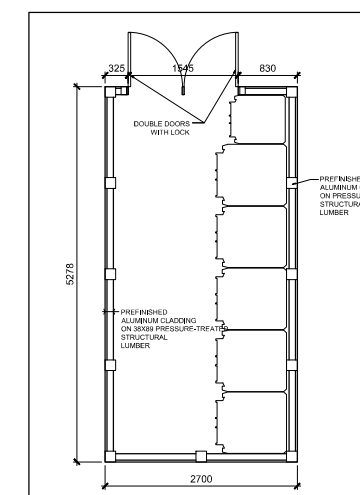 325
1545
830
DOUBLE DOORS
WITH LOCK
PREFINISHE
ALUMINUM
ON PRESSU
STRUCTURA
LUMBER
5278
PREFINISHED
ALUMINUM CLADDING
ON 38X89 PRESSURE-TREATED
STRUCTURAL
LUMBER
2700